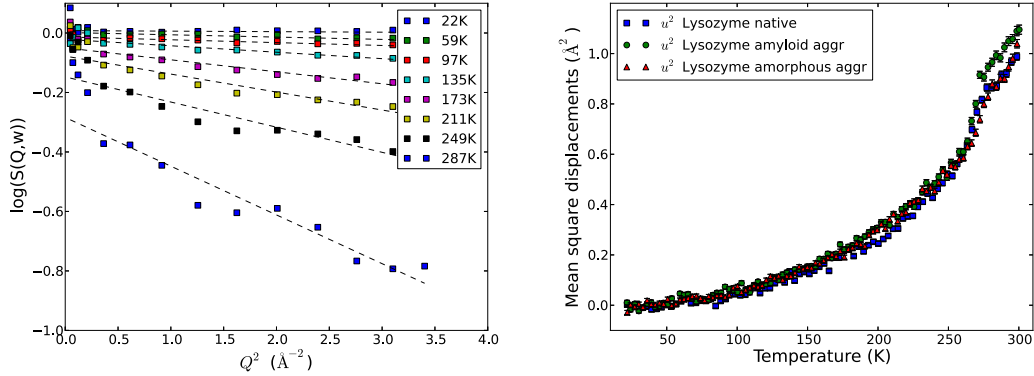 0.0
−0.2
−0.4
−0.6
−0.8
−1.0
log(S(Q,w))
0.0 0.5 1.0 1.5 2.0 2.5 3.0 3.5 4.0
Q² (Å⁻²)
22K
59K
97K
135K
173K
211K
249K
287K
1.0
0.8
0.6
0.4
0.2
0.0
Mean square displacements (Å²)
50 100 150 200 250 300
Temperature (K)
u² Lysozyme native
u² Lysozyme amyloid aggr
u² Lysozyme amorphous aggr